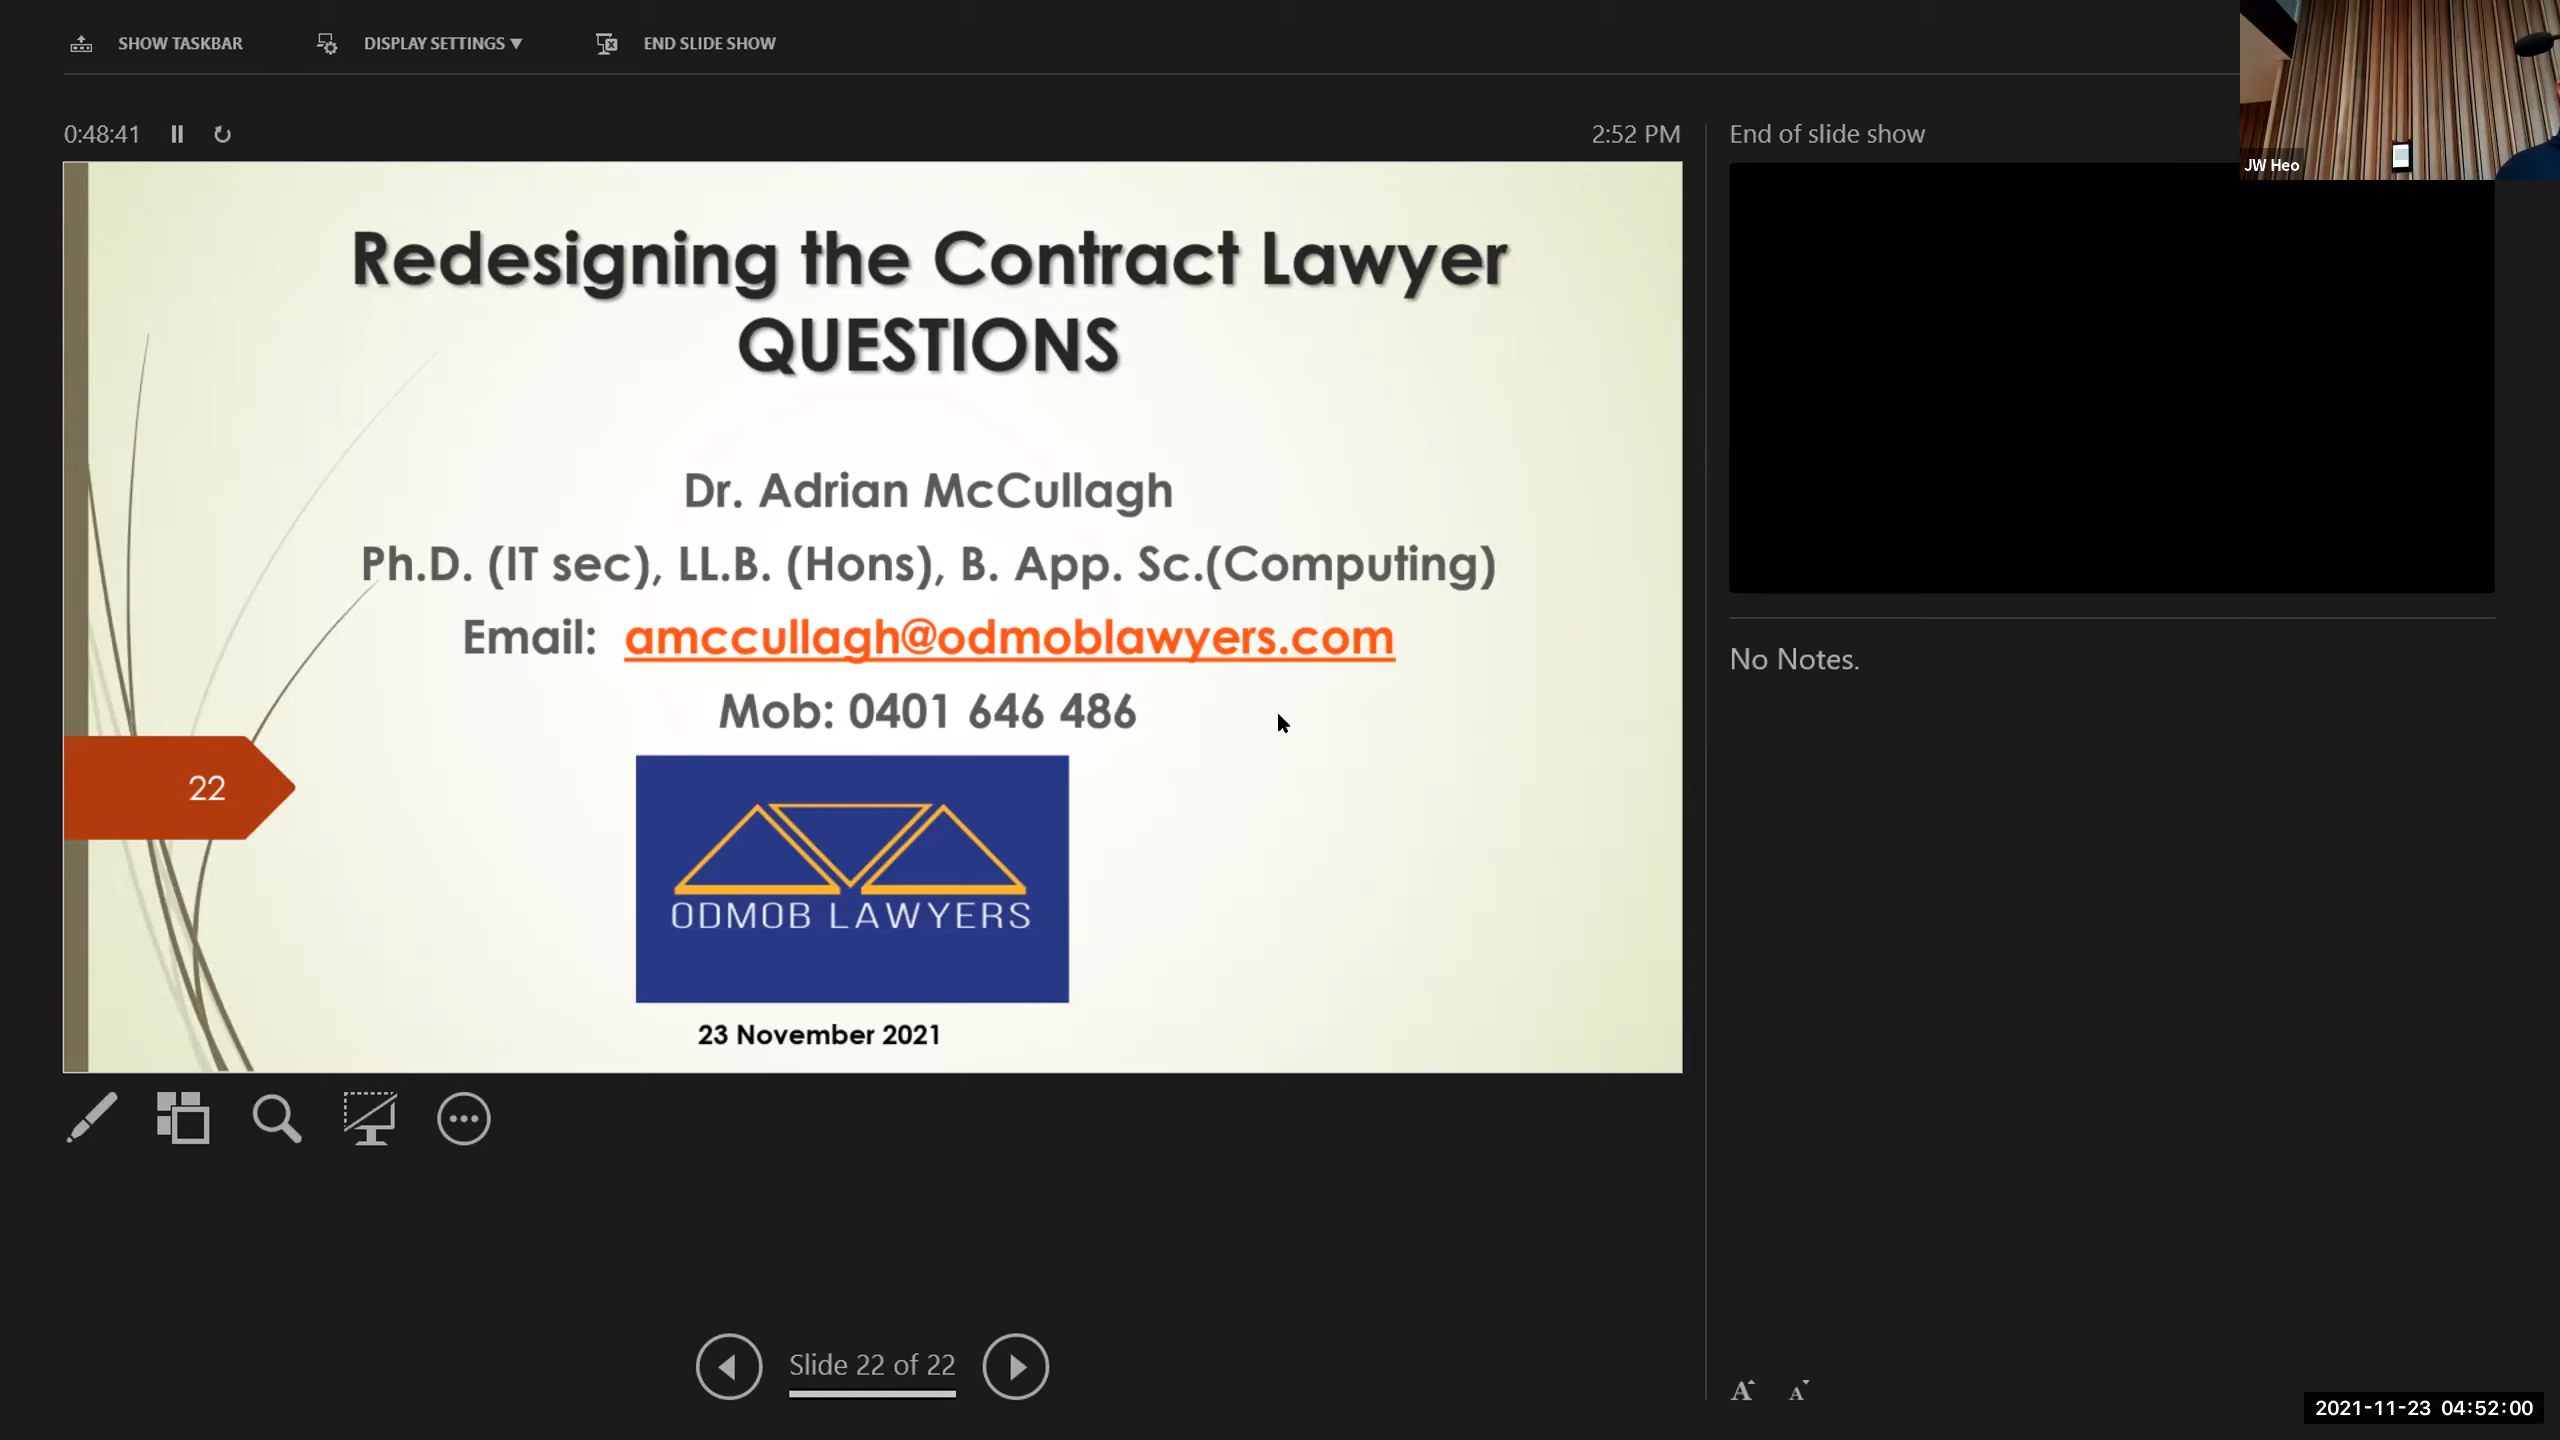 SHOW TASKBAR
DISPLAY SETTINGS ▼
END SLIDE SHOW
0:48:41
2:52 PM
End of slide show
JW Heo
Redesigning the Contract Lawyer
QUESTIONS
Dr. Adrian McCullagh
Ph.D. (IT sec), LL.B. (Hons), B. App. Sc.(Computing)
Email: amccullagh@odmoblawyers.com
Mob: 0401 646 486
22
ODMOB LAWYERS
23 November 2021
No Notes.
Slide 22 of 22
A A
2021-11-23 04:52:00